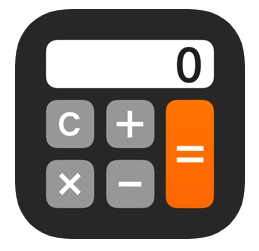 0
C +
=
× −